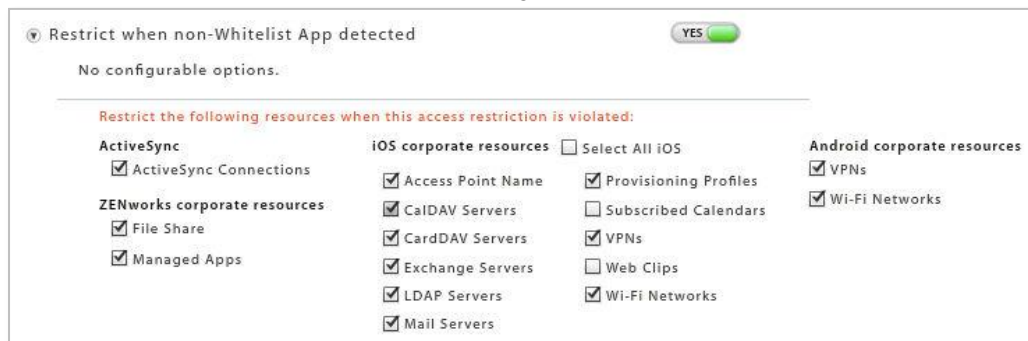 Restrict when non-Whitelist App detected YES
No configurable options.
Restrict the following resources when this access restriction is violated:
ActiveSync
ActiveSync Connections
ZENworks corporate resources
File Share
Managed Apps
iOS corporate resources Select All iOS
Access Point Name
CalDAV Servers
CardDAV Servers
Exchange Servers
LDAP Servers
Mail Servers
Provisioning Profiles
Subscribed Calendars
VPNs
Web Clips
Wi-Fi Networks
Android corporate resources
VPNs
Wi-Fi Networks